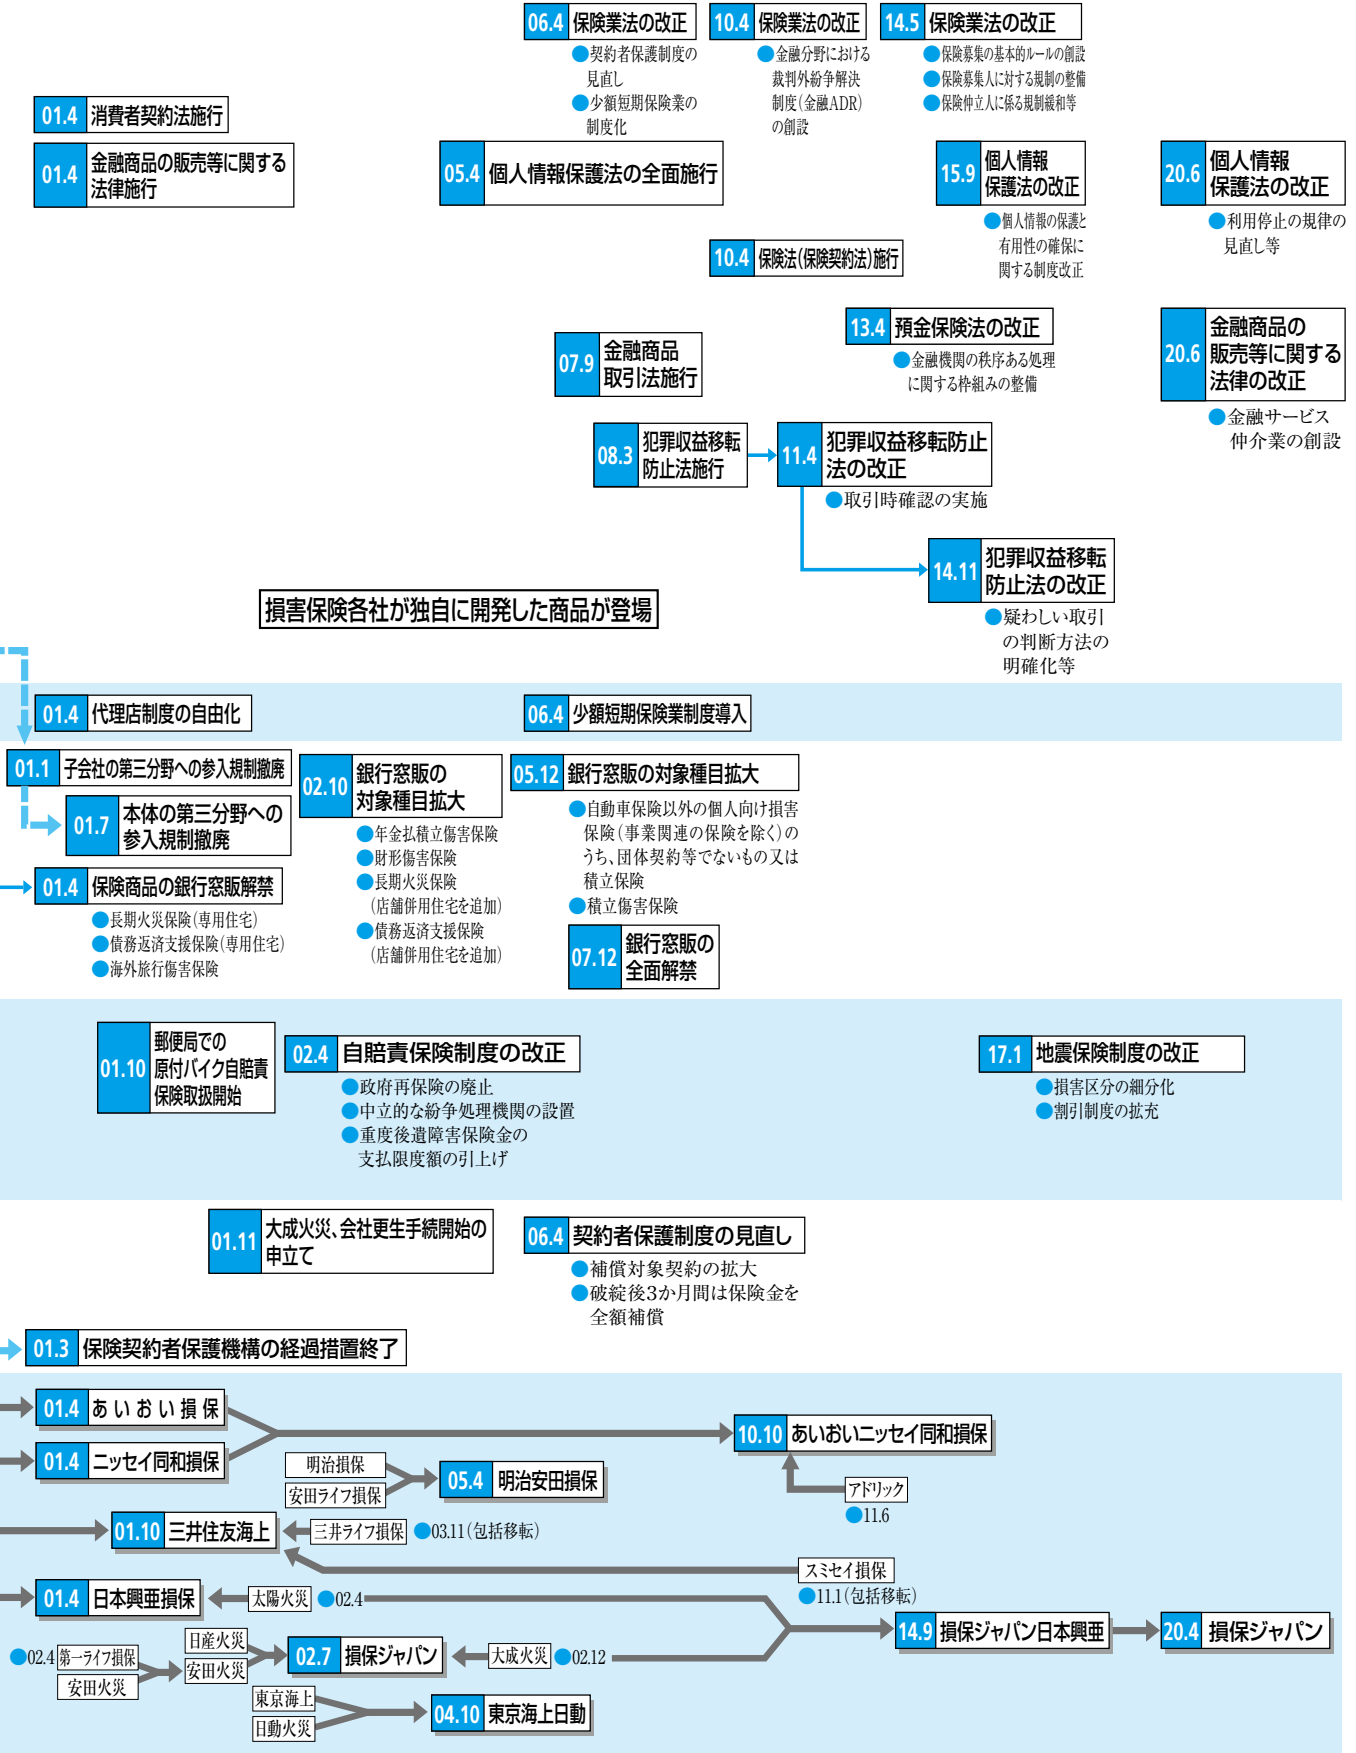 06.4 保険業法の改正
●契約者保護制度の
見直し
●少額短期保険業の
制度化
10.4 保険業法の改正
●金融分野における
裁判外紛争解決
制度(金融ADR)
の創設
14.5 保険業法の改正
●保険募集の基本的ルールの創設
●保険募集人に対する規制の整備
●保険仲立人に係る規制緩和等
01.4 消費者契約法施行
01.4 金融商品の販売等に関する
法律施行
05.4 個人情報保護法の全面施行
15.9 個人情報
保護法の改正
●個人情報の保護と
有用性の確保に
関する制度改正
20.6 個人情報
保護法の改正
●利用停止の規律の
見直し等
10.4 保険法(保険契約法)施行
13.4 預金保険法の改正
●金融機関の秩序ある処理
に関する枠組みの整備
07.9 金融商品
取引法施行
20.6 金融商品の
販売等に関する
法律の改正
●金融サービス
仲介業の創設
08.3 犯罪収益移転
防止法施行
11.4 犯罪収益移転防止
法の改正
●取引時確認の実施
14.11 犯罪収益移転
防止法の改正
●疑わしい取引
の判断方法の
明確化等
損害保険各社が独自に開発した商品が登場
01.4 代理店制度の自由化
06.4 少額短期保険業制度導入
01.1 子会社の第三分野への参入規制撤廃
01.7 本体の第三分野への
参入規制撤廃
01.4 保険商品の銀行窓販解禁
●長期火災保険(専用住宅)
●債務返済支援保険(専用住宅)
●海外旅行傷害保険
02.10 銀行窓販の
対象種目拡大
●年金払積立傷害保険
●財形傷害保険
●長期火災保険
(店舗併用住宅を追加)
●債務返済支援保険
(店舗併用住宅を追加)
05.12 銀行窓販の対象種目拡大
●自動車保険以外の個人向け損害
保険(事業関連の保険を除く)の
うち、団体契約等でないもの又は
積立保険
●積立傷害保険
07.12 銀行窓販の
全面解禁
01.10 郵便局での
原付バイク自賠責
保険取扱開始
02.4 自賠責保険制度の改正
●政府再保険の廃止
●中立的な紛争処理機関の設置
●重度後遺障害保険金の
支払限度額の引上げ
17.1 地震保険制度の改正
●損害区分の細分化
●割引制度の拡充
01.11 大成火災、会社更生手続開始の
申立て
06.4 契約者保護制度の見直し
●補償対象契約の拡大
●破綻後3か月間は保険金を
全額補償
01.3 保険契約者保護機構の経過措置終了
01.4 あいおい損保
01.4 ニッセイ同和損保
10.10 あいおいニッセイ同和損保
明治損保
安田ライフ損保
05.4 明治安田損保
アドリック
●11.6
01.10 三井住友海上
三井ライフ損保 ●03.11(包括移転)
スミセイ損保
●11.1(包括移転)
01.4 日本興亜損保
太陽火災 ●02.4
14.9 損保ジャパン日本興亜
20.4 損保ジャパン
●02.4 第一ライフ損保
安田火災
日産火災
安田火災
02.7 損保ジャパン
大成火災 ●02.12
東京海上
日動火災
04.10 東京海上日動